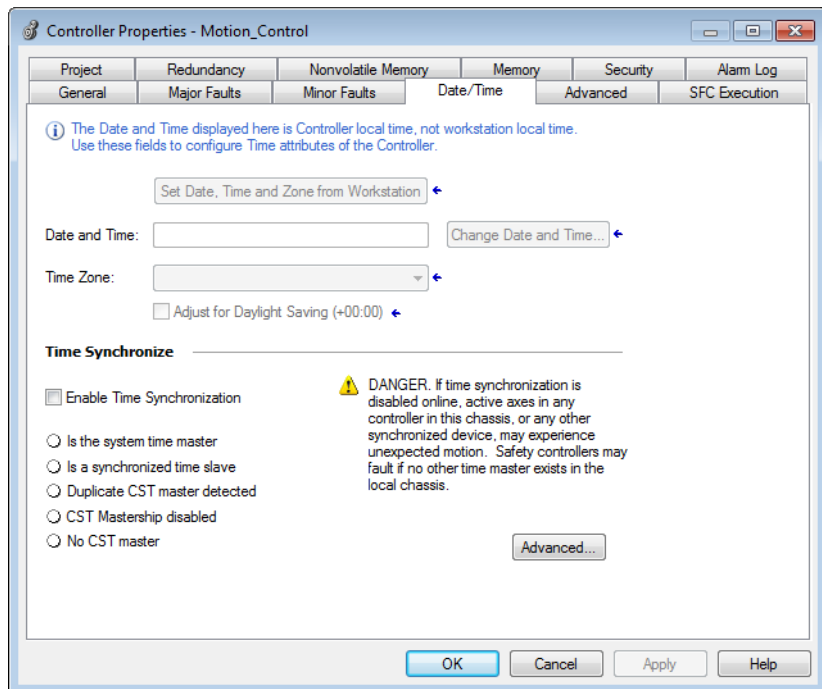 Controller Properties - Motion_Control
Project Redundancy Nonvolatile Memory Memory Security Alarm Log
General Major Faults Minor Faults Date/Time Advanced SFC Execution
The Date and Time displayed here is Controller local time, not workstation local time.
Use these fields to configure Time attributes of the Controller.
Set Date, Time and Zone from Workstation
Date and Time: Change Date and Time...
Time Zone:
Adjust for Daylight Saving (+00:00)
Time Synchronize
Enable Time Synchronization
Is the system time master
Is a synchronized time slave
Duplicate CST master detected
CST Mastership disabled
No CST master
DANGER. If time synchronization is
disabled online, active axes in any
controller in this chassis, or any other
synchronized device, may experience
unexpected motion. Safety controllers may
fault if no other time master exists in the
local chassis.
Advanced...
OK Cancel Apply Help